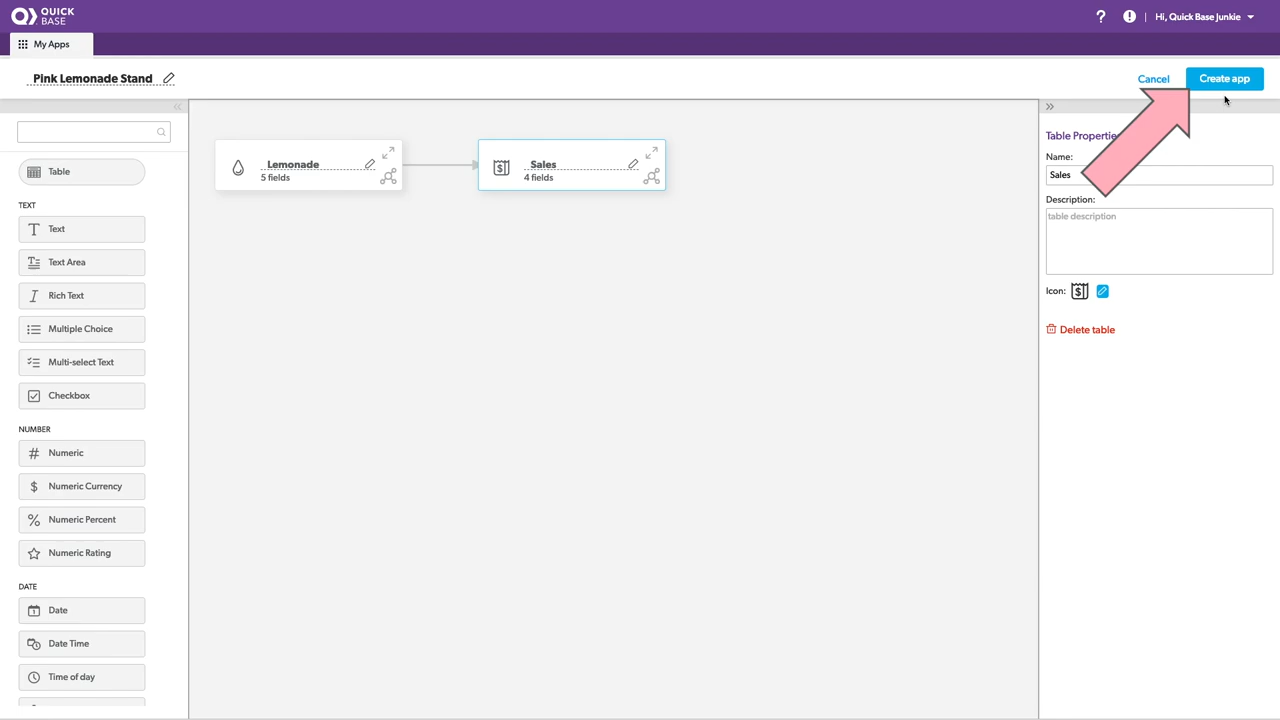 QUICK
BASE
Hi, Quick Base Junkie
My Apps
Pink Lemonade Stand
Cancel
Create app
Table
TEXT
Text
Text Area
Rich Text
Multiple Choice
Multi-select Text
Checkbox
NUMBER
Numeric
Numeric Currency
Numeric Percent
Numeric Rating
DATE
Date
Date Time
Time of day
Lemonade
5 fields
Sales
4 fields
Table Properties
Name:
Sales
Description:
table description
Icon:
Delete table